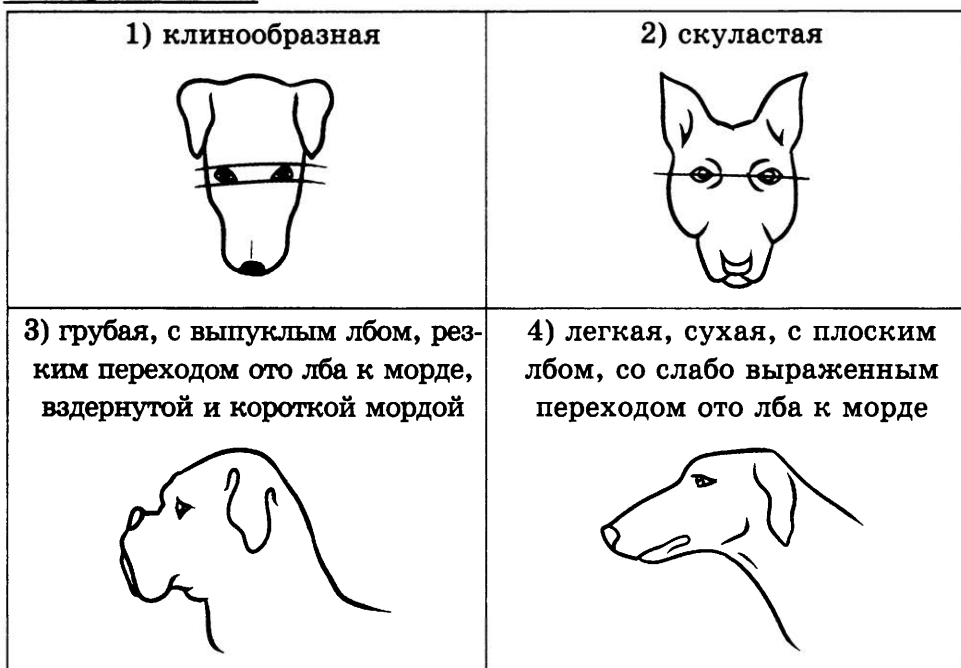 1) клинообразная
2) скуластая
3) грубая, с выпуклым лбом, рез-
ким переходом ото лба к морде,
вздернутой и короткой мордой
4) легкая, сухая, с плоским
лбом, со слабо выраженным
переходом ото лба к морде